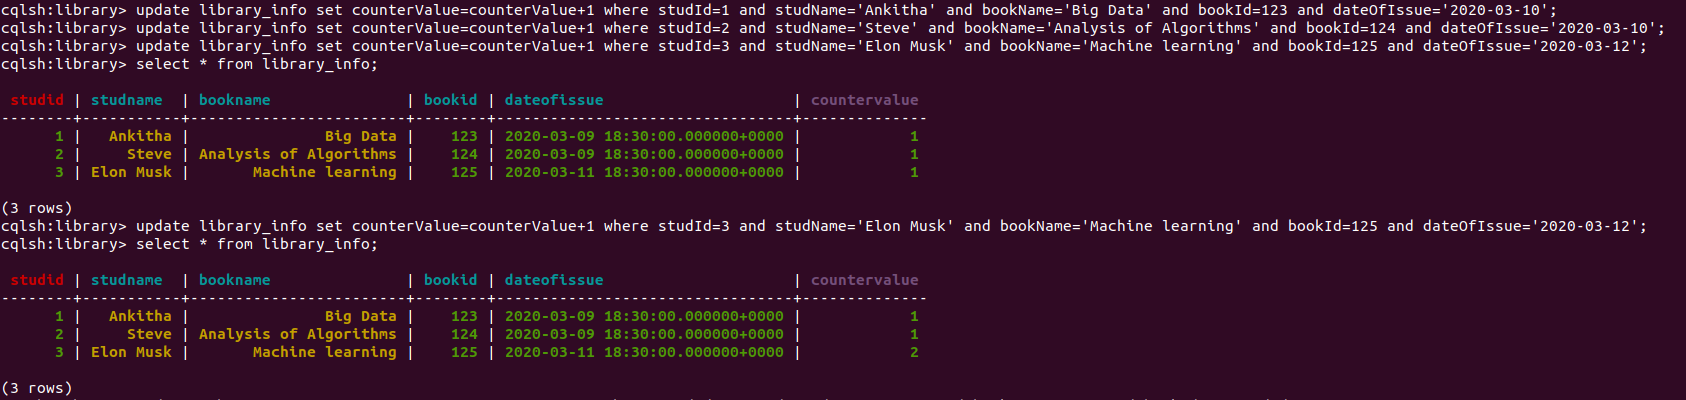 cqlsh:library> update library_info set counterValue=counterValue+1 where studId=1 and studName='Ankitha' and bookName='Big Data' and bookId=123 and dateOfIssue='2020-03-10';
cqlsh:library> update library_info set counterValue=counterValue+1 where studId=2 and studName='Steve' and bookName='Analysis of Algorithms' and bookId=124 and dateOfIssue='2020-03-10';
cqlsh:library> update library_info set counterValue=counterValue+1 where studId=3 and studName='Elon Musk' and bookName='Machine learning' and bookId=125 and dateOfIssue='2020-03-12';
cqlsh:library> select * from library_info;
 studid | studname  | bookname               | bookid | dateofissue                     | countervalue
--------+-----------+------------------------+--------+---------------------------------+--------------
      1 |   Ankitha |               Big Data |    123 | 2020-03-09 18:30:00.000000+0000 |            1
      2 |     Steve | Analysis of Algorithms |    124 | 2020-03-09 18:30:00.000000+0000 |            1
      3 | Elon Musk |       Machine learning |    125 | 2020-03-11 18:30:00.000000+0000 |            1
(3 rows)
cqlsh:library> update library_info set counterValue=counterValue+1 where studId=3 and studName='Elon Musk' and bookName='Machine learning' and bookId=125 and dateOfIssue='2020-03-12';
cqlsh:library> select * from library_info;
 studid | studname  | bookname               | bookid | dateofissue                     | countervalue
--------+-----------+------------------------+--------+---------------------------------+--------------
      1 |   Ankitha |               Big Data |    123 | 2020-03-09 18:30:00.000000+0000 |            1
      2 |     Steve | Analysis of Algorithms |    124 | 2020-03-09 18:30:00.000000+0000 |            1
      3 | Elon Musk |       Machine learning |    125 | 2020-03-11 18:30:00.000000+0000 |            2
(3 rows)